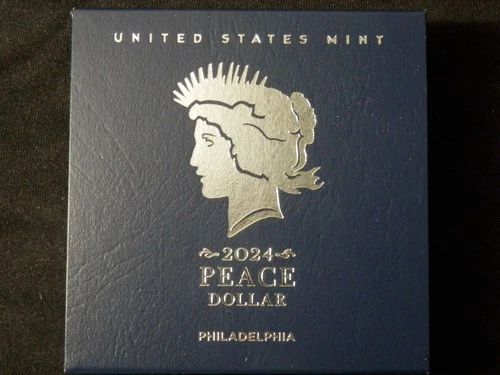 UNITED STATES MINT
2024
PEACE
DOLLAR
PHILADELPHIA